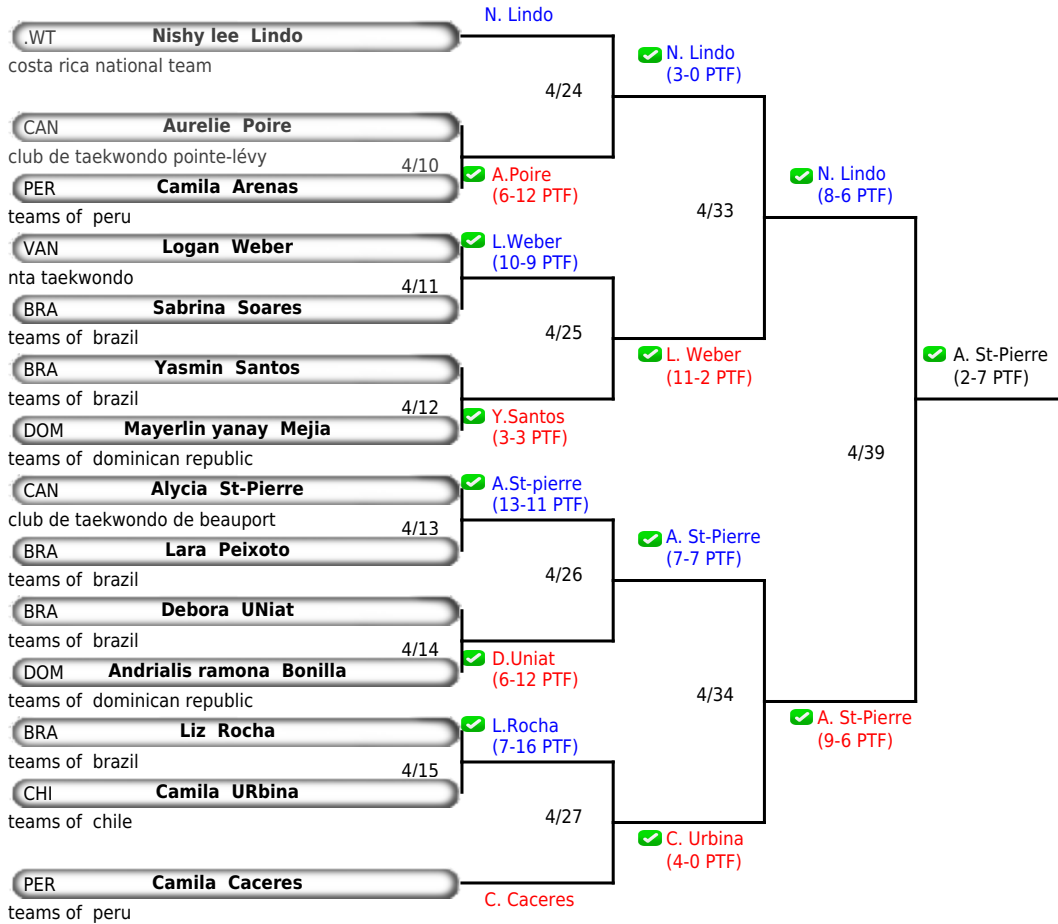 N. Lindo
.WT Nishy lee Lindo
costa rica national team
4/24
N. Lindo
(3-0 PTF)
CAN Aurelie Poire
club de taekwondo pointe-lévy
4/10
A.Poire
(6-12 PTF)
PER Camila Arenas
teams of peru
N. Lindo
(8-6 PTF)
4/33
VAN Logan Weber
nta taekwondo
L.Weber
(10-9 PTF)
4/11
BRA Sabrina Soares
teams of brazil
4/25
L. Weber
(11-2 PTF)
BRA Yasmin Santos
teams of brazil
4/12
Y.Santos
(3-3 PTF)
DOM Mayerlin yanay Mejia
teams of dominican republic
A. St-Pierre
(2-7 PTF)
4/39
CAN Alycia St-Pierre
club de taekwondo de beauport
A.St-pierre
(13-11 PTF)
4/13
BRA Lara Peixoto
teams of brazil
4/26
A. St-Pierre
(7-7 PTF)
BRA Debora UNiat
teams of brazil
4/14
D.Uniat
(6-12 PTF)
DOM Andrialis ramona Bonilla
teams of dominican republic
4/34
A. St-Pierre
(9-6 PTF)
BRA Liz Rocha
teams of brazil
L.Rocha
(7-16 PTF)
4/15
CHI Camila URbina
teams of chile
4/27
C. Urbina
(4-0 PTF)
PER Camila Caceres
teams of peru
C. Caceres